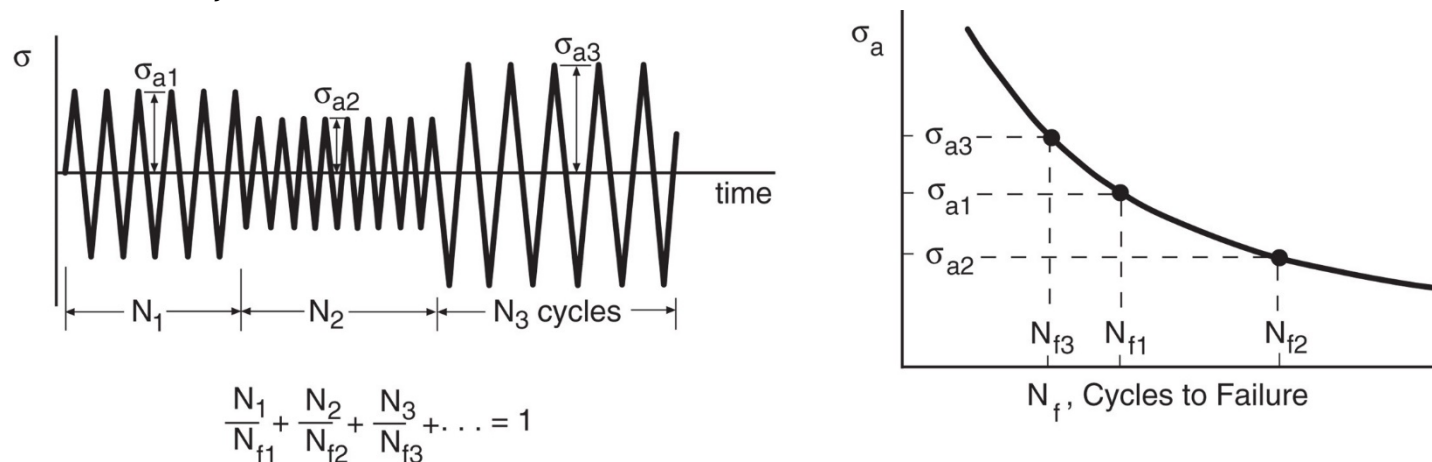 σ
σa1
σa2
σa3
time
N1
N2
N3 cycles
N1/Nf1 + N2/Nf2 + N3/Nf3 + . . . = 1
σa
σa3
σa1
σa2
Nf3
Nf1
Nf2
Nf , Cycles to Failure